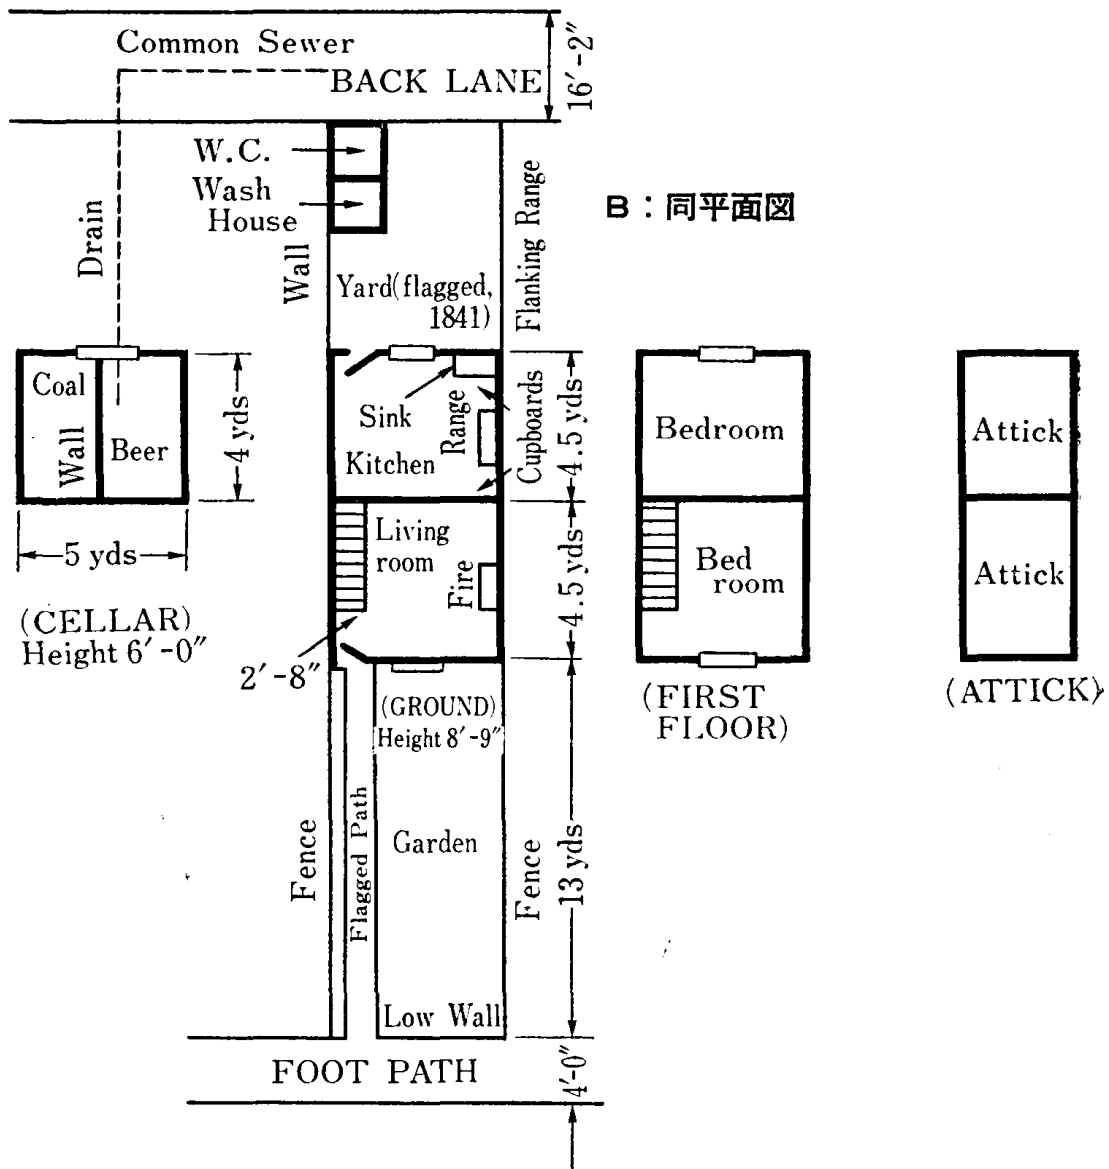 Common Sewer
BACK LANE
16′-2″
W.C.
Wash
House
Drain
Wall
Flanking Range
B：同平面図
Yard(flagged,
1841)
Coal
Wall
Beer
4 yds
5 yds
(CELLAR)
Height 6′-0″
Sink
Range
Cupboards
Kitchen
4.5 yds
Living
room
Fire
4.5 yds
2′-8″
(GROUND)
Height 8′-9″
Bedroom
Bed
room
(FIRST
FLOOR)
Attick
Attick
(ATTICK)
Fence
Flagged Path
Garden
Fence
13 yds
Low Wall
FOOT PATH
4′-0″